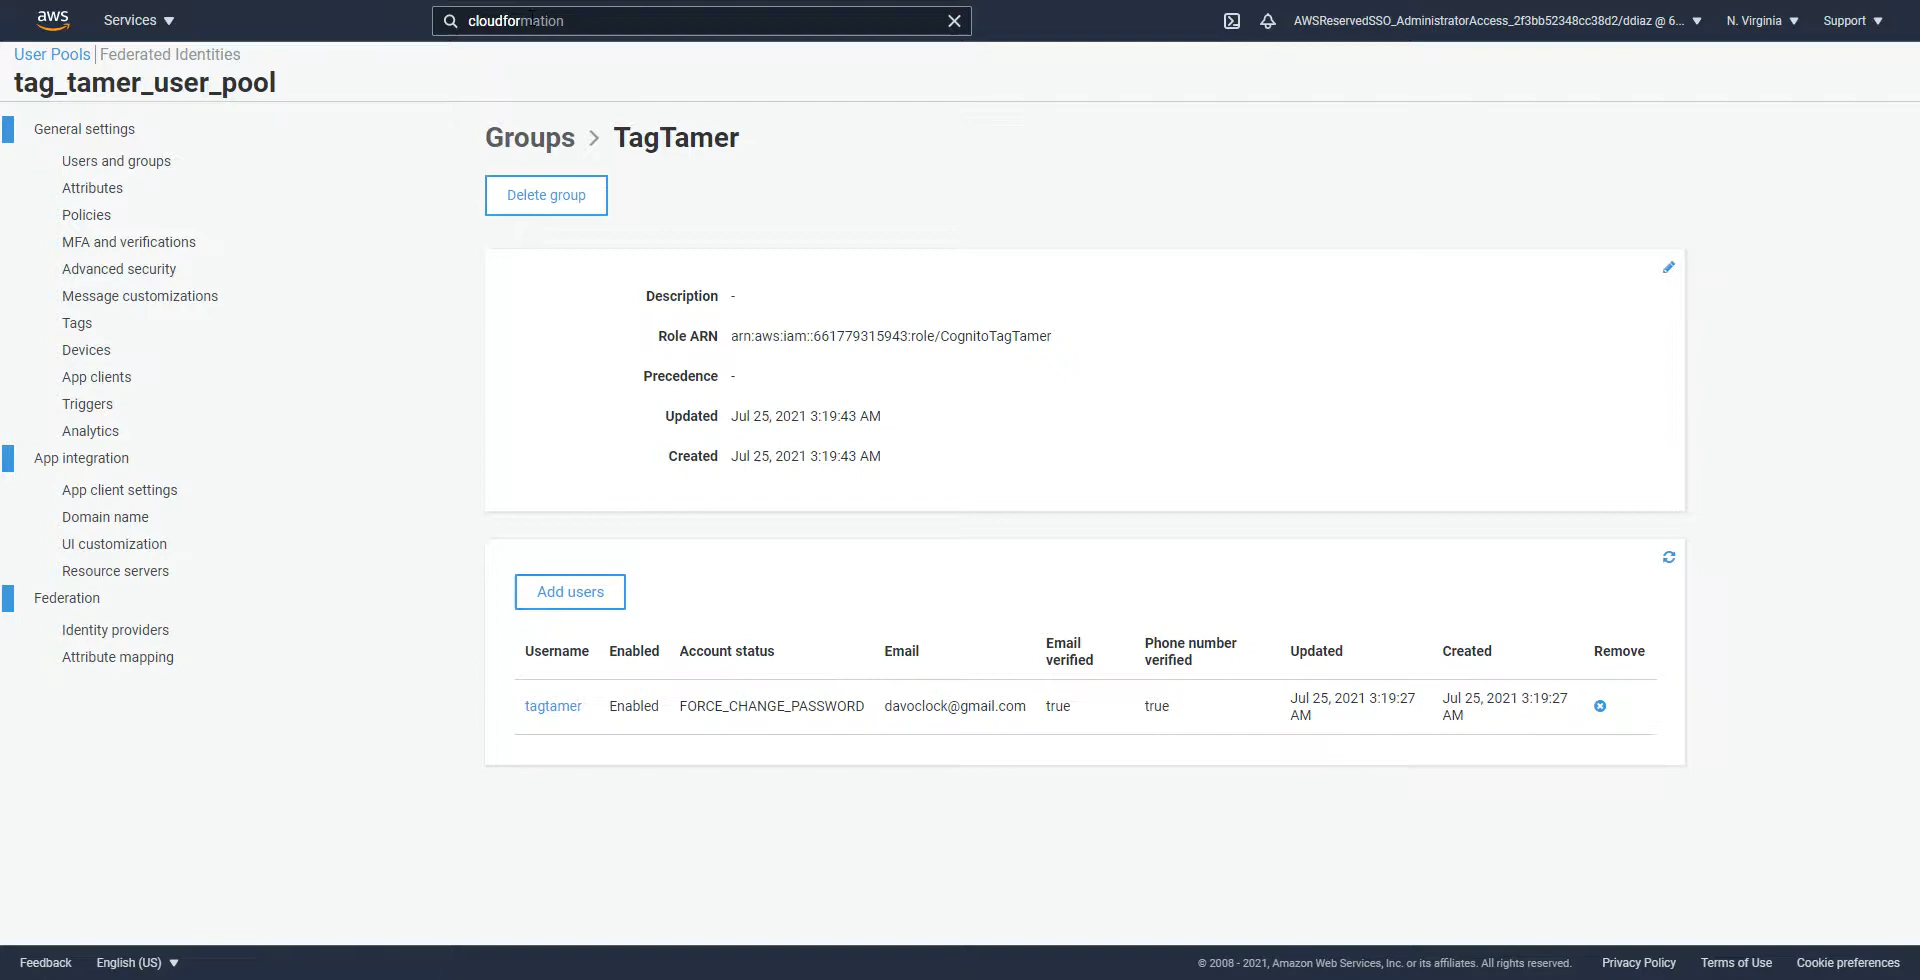 aws Services cloudformation AWSReservedSSO_AdministratorAccess_2f3bb52348cc38d2/ddiaz @ 6... N. Virginia Support
User Pools | Federated Identities
tag_tamer_user_pool
General settings
Users and groups
Attributes
Policies
MFA and verifications
Advanced security
Message customizations
Tags
Devices
App clients
Triggers
Analytics
App integration
App client settings
Domain name
UI customization
Resource servers
Federation
Identity providers
Attribute mapping
Groups > TagTamer
Delete group
Description -
Role ARN arn:aws:iam::661779315943:role/CognitoTagTamer
Precedence -
Updated Jul 25, 2021 3:19:43 AM
Created Jul 25, 2021 3:19:43 AM
Add users
Username Enabled Account status Email Email verified Phone number verified Updated Created Remove
tagtamer Enabled FORCE_CHANGE_PASSWORD davoclock@gmail.com true true Jul 25, 2021 3:19:27 AM Jul 25, 2021 3:19:27 AM
Feedback English (US) © 2008 - 2021, Amazon Web Services, Inc. or its affiliates. All rights reserved. Privacy Policy Terms of Use Cookie preferences